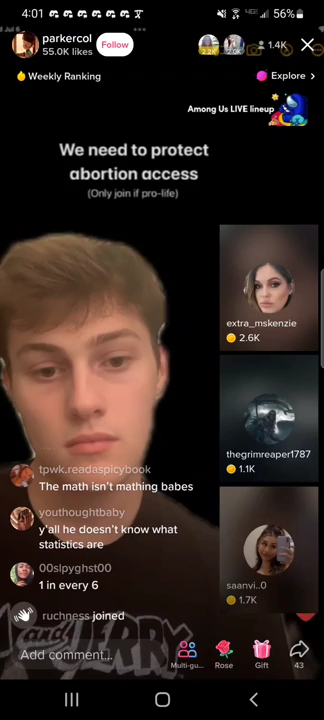 4:01
56%
parkercol
55.0K likes
Follow
1.4K
Weekly Ranking
Explore >
Among Us LIVE lineup
We need to protect
abortion access
(Only join if pro-life)
extra_mskenzie
2.6K
thegrimreaper1787
1.1K
saanvi..0
1.7K
tpwk.readaspicybook
The math isn't mathing babes
youthoughtbaby
y'all he doesn't know what
statistics are
00slpyghst00
1 in every 6
ruchness joined
and JERRY
Add comment...
Multi-gu...
Rose
Gift
43